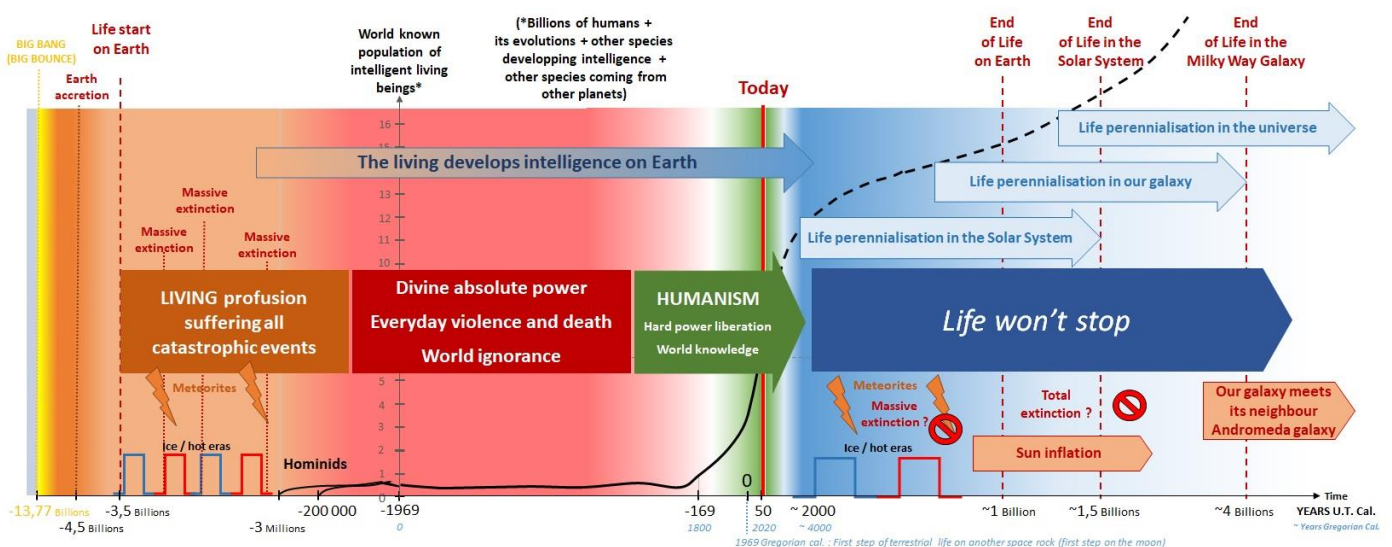 BIG BANG
(BIG BOUNCE)
Life start
on Earth
Earth
accretion
World known
population of
intelligent living
beings*
(*Billions of humans +
its evolutions + other species
developping intelligence +
other species coming from
other planets)
Today
End
of Life
on Earth
End
of Life in the
Solar System
End
of Life in the
Milky Way Galaxy
16
15
14
13
12
11
10
The living develops intelligence on Earth
Life perennialisation in the universe
Life perennialisation in our galaxy
Life perennialisation in the Solar System
Massive
extinction
Massive
extinction
Massive
extinction
LIVING profusion
suffering all
catastrophic events
Divine absolute power
Everyday violence and death
World ignorance
HUMANISM
Hard power liberation
World knowledge
Life won't stop
Meteorites
Ice / hot eras
Hominids
5
4
3
2
1
0
0
Meteorites
Massive
extinction ?
Ice / hot eras
Total
extinction ?
Sun inflation
Our galaxy meets
its neighbour
Andromeda galaxy
-13,77 Billions
-4,5 Billions
-3,5 Billions
-3 Millions
-200 000
-1969
0
-169
1800
50
2020
~ 2000
~ 4000
~1 Billion
~1,5 Billions
~4 Billions
Time
YEARS U.T. Cal.
~ Years Gregorian Cal.
1969 Gregorian cal. : First step of terrestrial life on another space rock (first step on the moon)